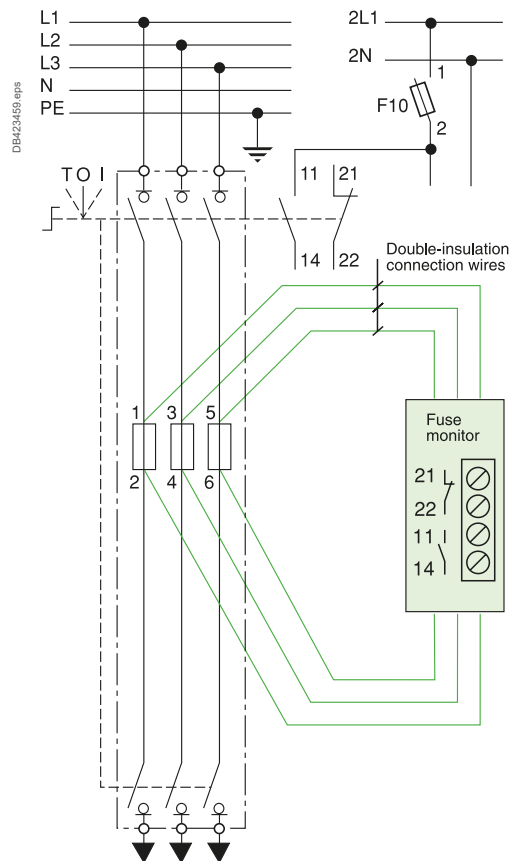 L1
L2
L3
N
PE
2L1
2N
1
F10
2
DB423459.eps
T O I
11 21
14 22
Double-insulation
connection wires
1 3 5
2 4 6
Fuse
monitor
21
22
11
14